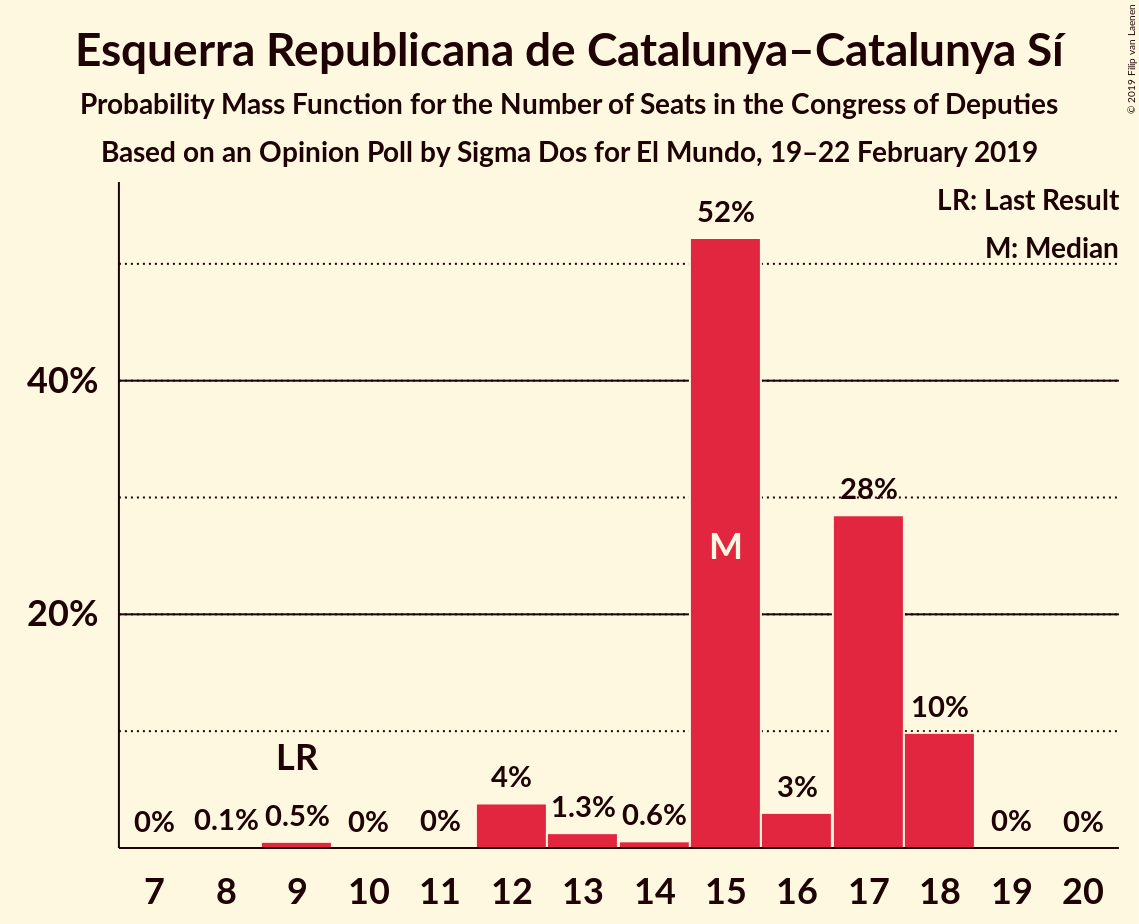 Esquerra Republicana de Catalunya–Catalunya Sí
Probability Mass Function for the Number of Seats in the Congress of Deputies
Based on an Opinion Poll by Sigma Dos for El Mundo, 19–22 February 2019
© 2019 Filip van Laenen
LR: Last Result
M: Median
52%
40%
28%
M
20%
10%
LR
4%
3%
0% 0.1% 0.5% 0% 0% 1.3% 0.6% 0% 0%
7 8 9 10 11 12 13 14 15 16 17 18 19 20